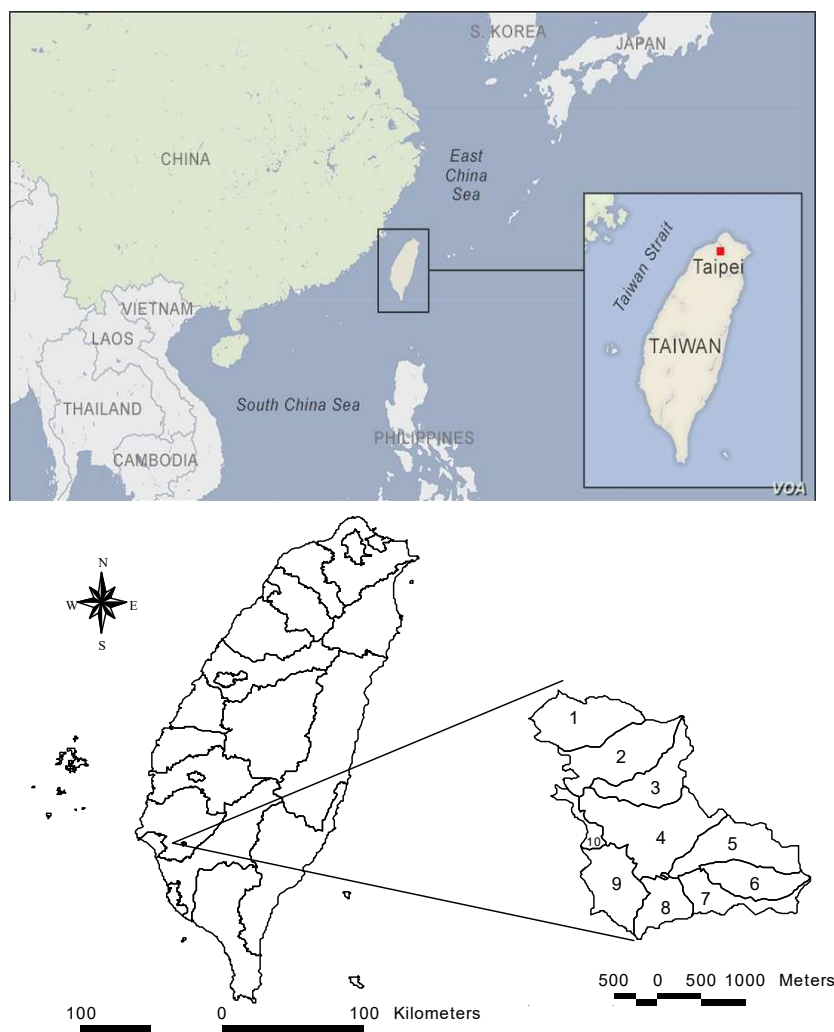 S. KOREA
JAPAN
CHINA
East
China
Sea
Taiwan Strait
Taipei
TAIWAN
VIETNAM
LAOS
THAILAND
CAMBODIA
South China Sea
PHILIPPINES
VOA
N
W E
S
1
2
3
4
5
10
9
8
7
6
500 0 500 1000 Meters
100 0 100 Kilometers